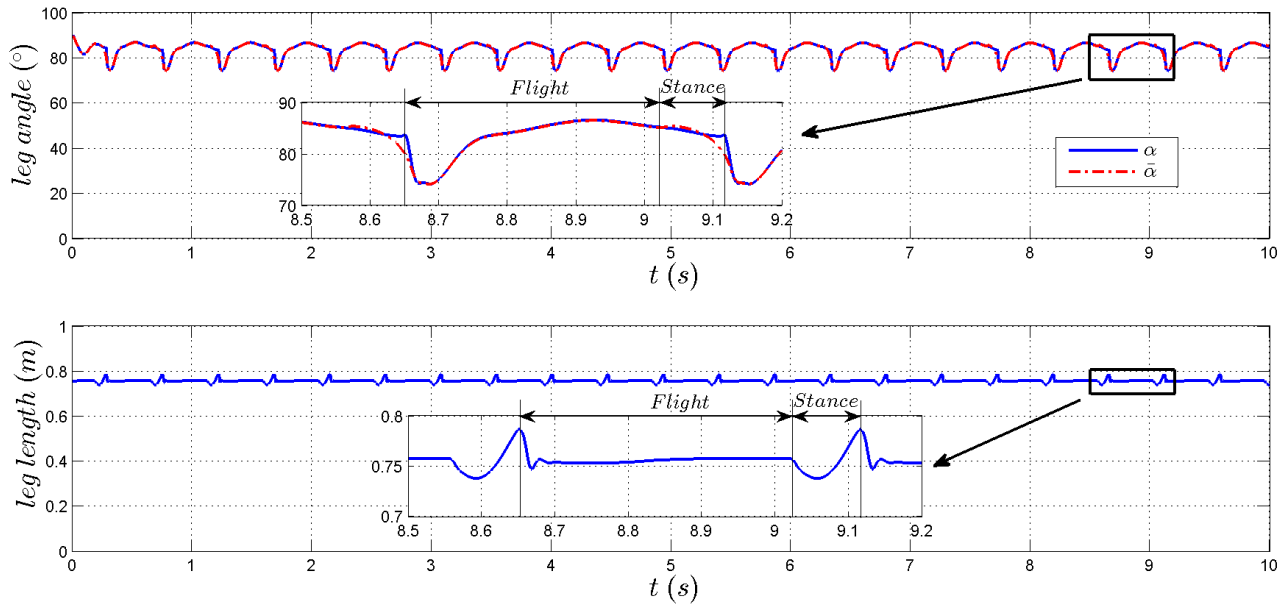 leg angle (°)
100
80
60
40
20
0
Flight
Stance
90
80
70
8.5 8.6 8.7 8.8 8.9 9 9.1 9.2
α
ᾱ
0 1 2 3 4 5 6 7 8 9 10
t (s)
leg length (m)
1
0.8
0.6
0.4
0.2
0
Flight
Stance
0.8
0.75
0.7
8.5 8.6 8.7 8.8 8.9 9 9.1 9.2
0 1 2 3 4 5 6 7 8 9 10
t (s)